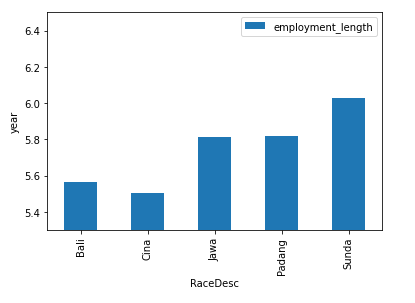 employment_length
6.4
6.2
6.0
5.8
5.6
5.4
year
Bali
Cina
Jawa
Padang
Sunda
RaceDesc